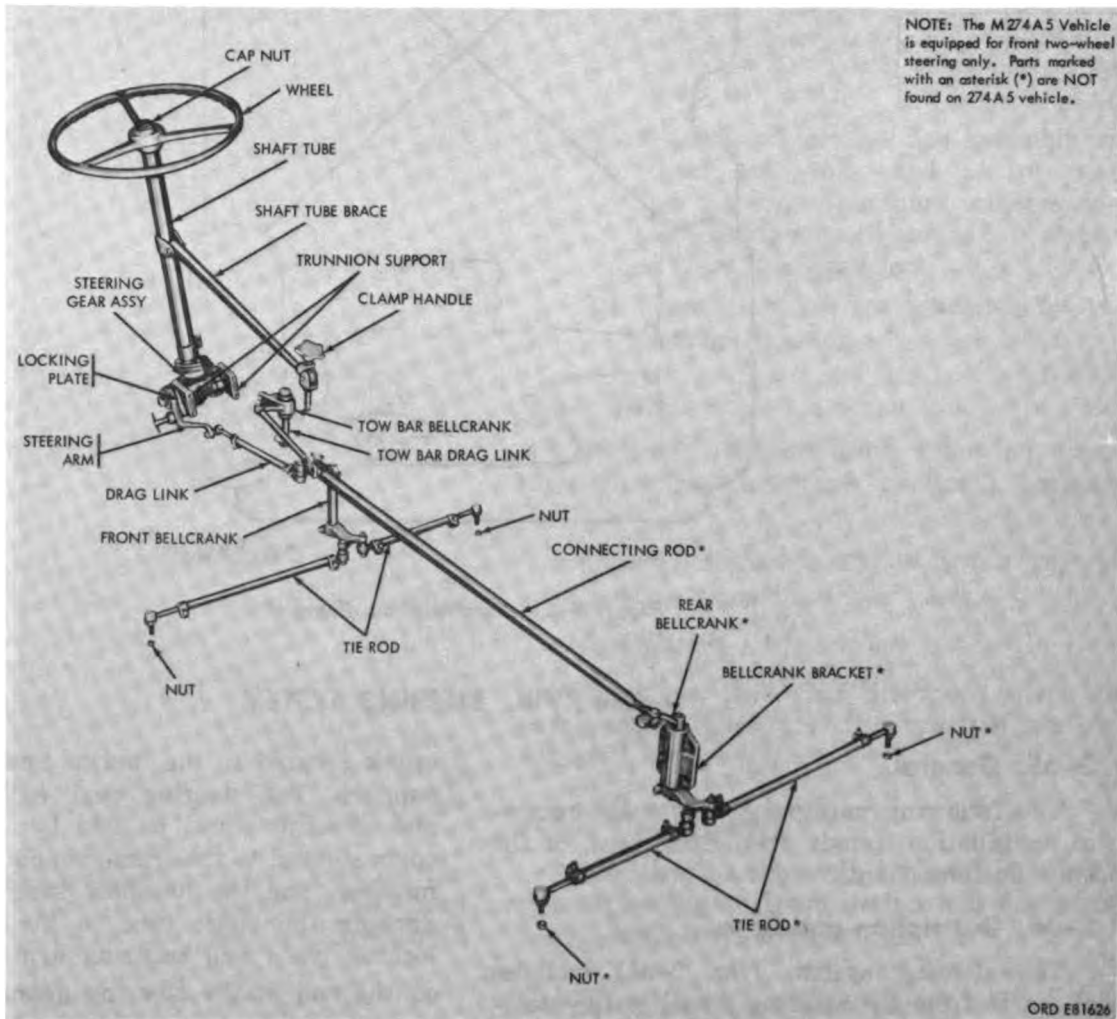 NOTE: The M274A5 Vehicle
is equipped for front two-wheel
steering only. Parts marked
with an asterisk (*) are NOT
found on 274A5 vehicle.
CAP NUT
WHEEL
SHAFT TUBE
SHAFT TUBE BRACE
TRUNNION SUPPORT
STEERING
GEAR ASSY
CLAMP HANDLE
LOCKING
PLATE
TOW BAR BELLCRANK
STEERING
ARM
TOW BAR DRAG LINK
DRAG LINK
NUT
FRONT BELLCRANK
CONNECTING ROD*
REAR
BELLCRANK*
TIE ROD
NUT
BELLCRANK BRACKET*
NUT*
TIE ROD*
NUT*
ORD E81626